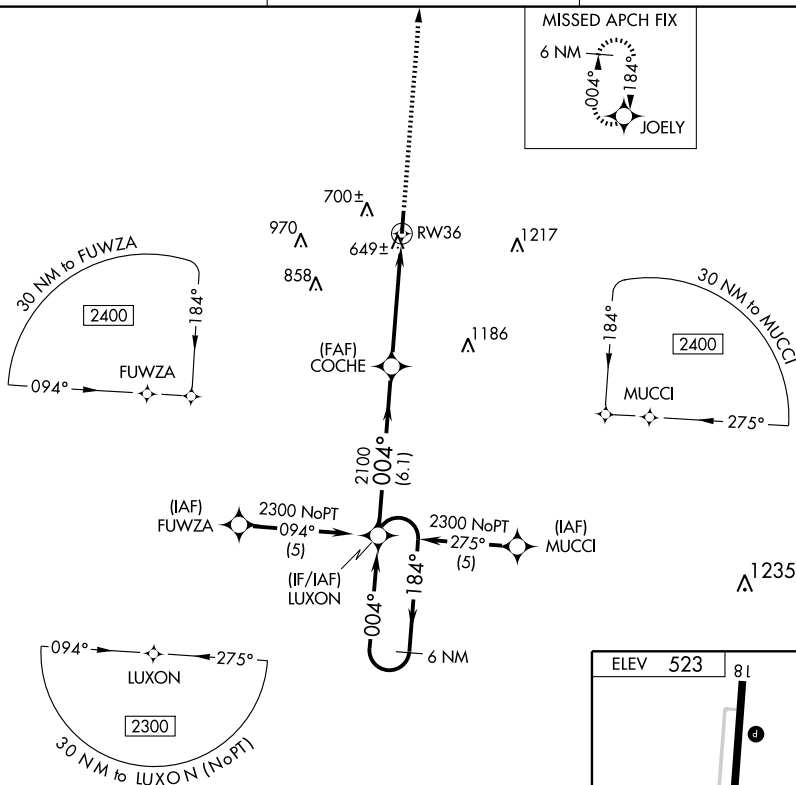 MISSED APCH FIX
6 NM
004°
184°
JOELY
700±
970
649±
RW36
1217
858
30 NM to FUWZA
2400
184°
FUWZA
094°
1186
(FAF)
COCHE
30 NM to MUCCI
184°
2400
MUCCI
275°
2100
004°
(6.1)
(IAF)
FUWZA
2300 NoPT
094°
(5)
2300 NoPT
275°
(5)
(IAF)
MUCCI
(IF/IAF)
LUXON
004°
184°
6 NM
1235
094°
275°
LUXON
2300
30 NM to LUXON (NoPT)
ELEV 523
18
P